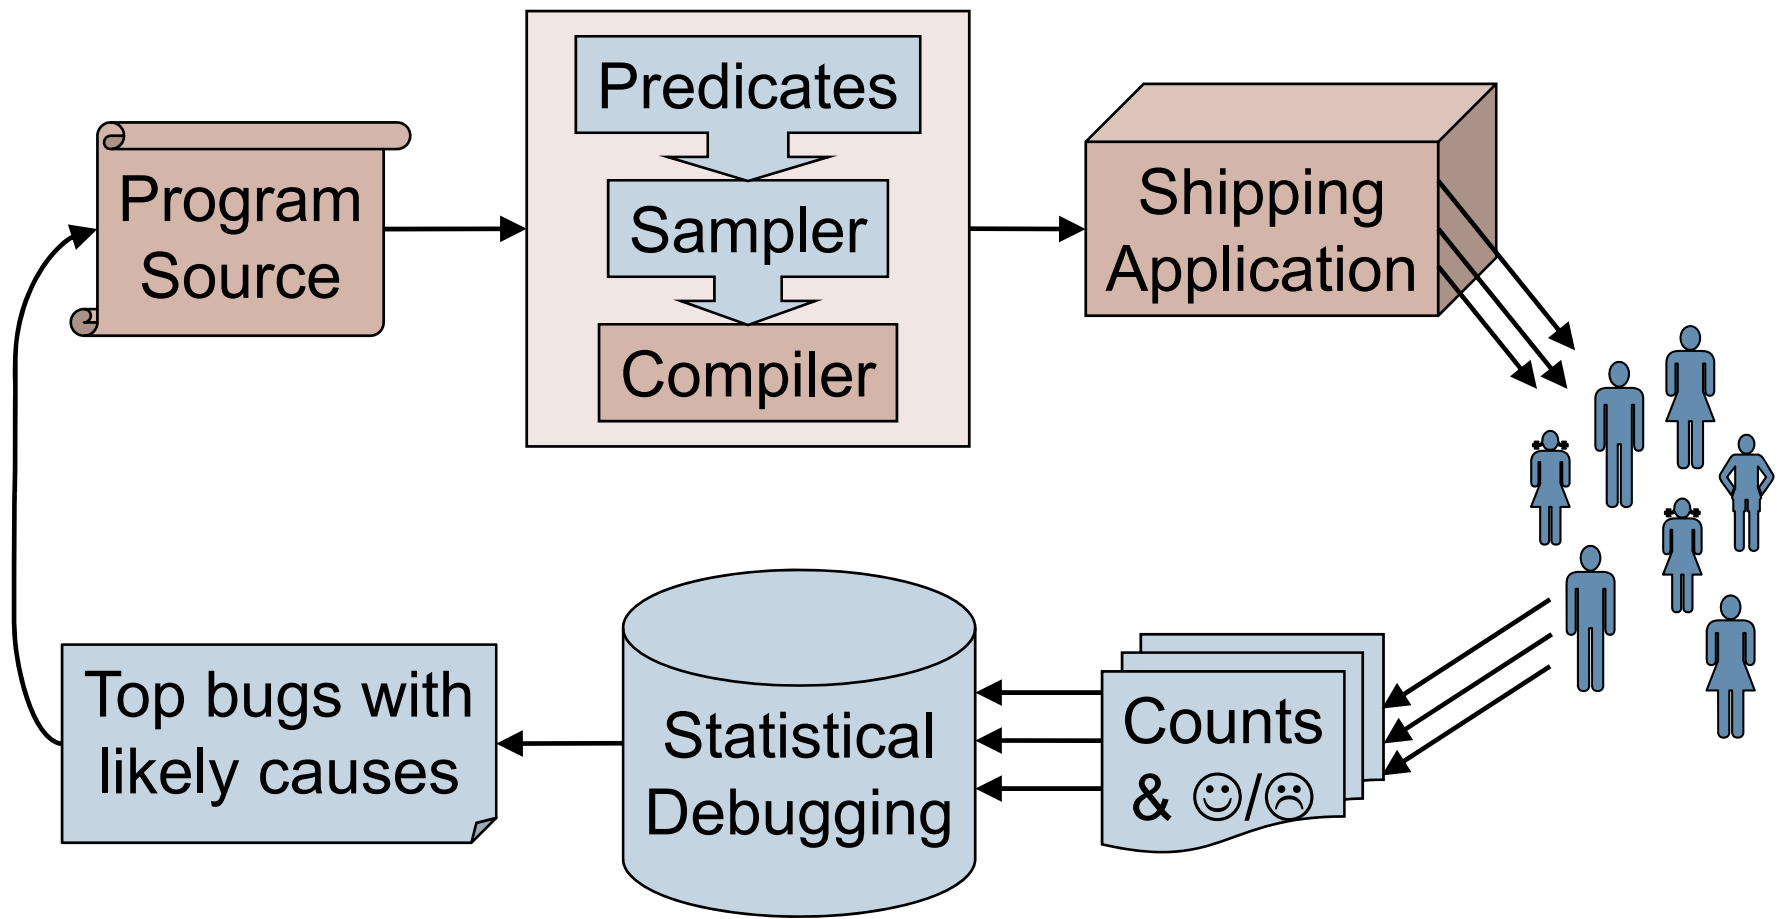 Program
Source
Predicates
Sampler
Compiler
Shipping
Application
Counts
& ☺/☹
Statistical
Debugging
Top bugs with
likely causes